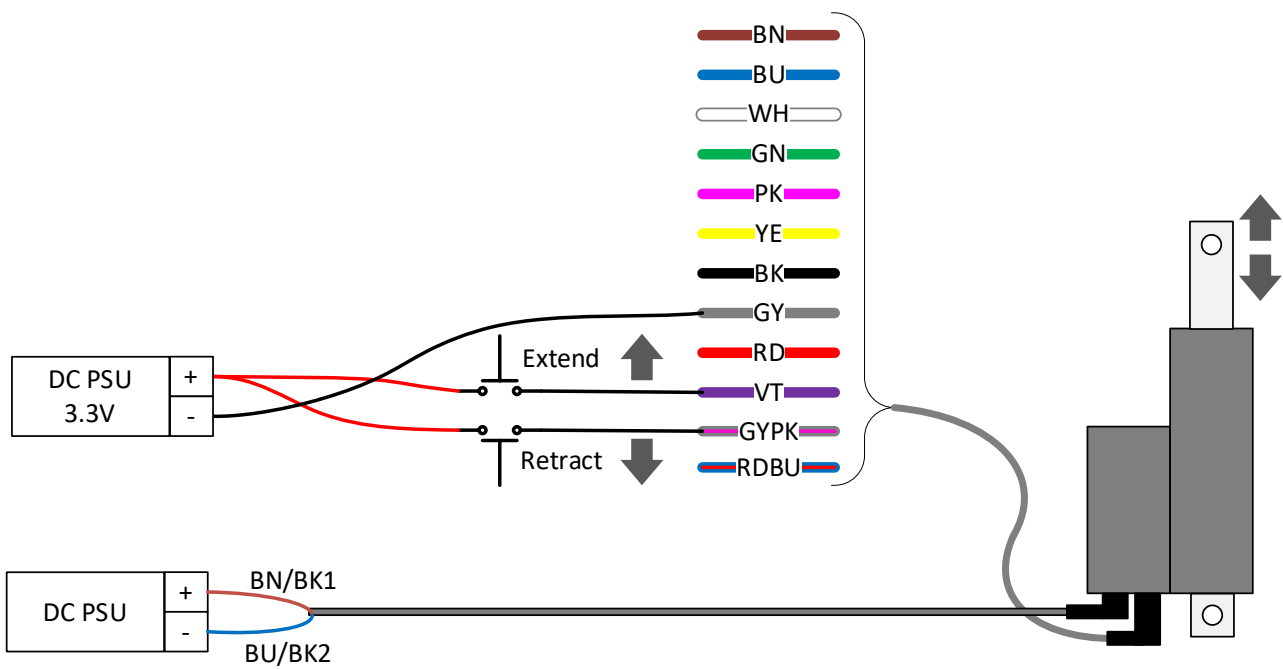 BN
BU
WH
GN
PK
YE
BK
GY
RD
VT
GYPK
RDBU
Extend
Retract
DC PSU
3.3V
+
-
DC PSU
+
-
BN/BK1
BU/BK2